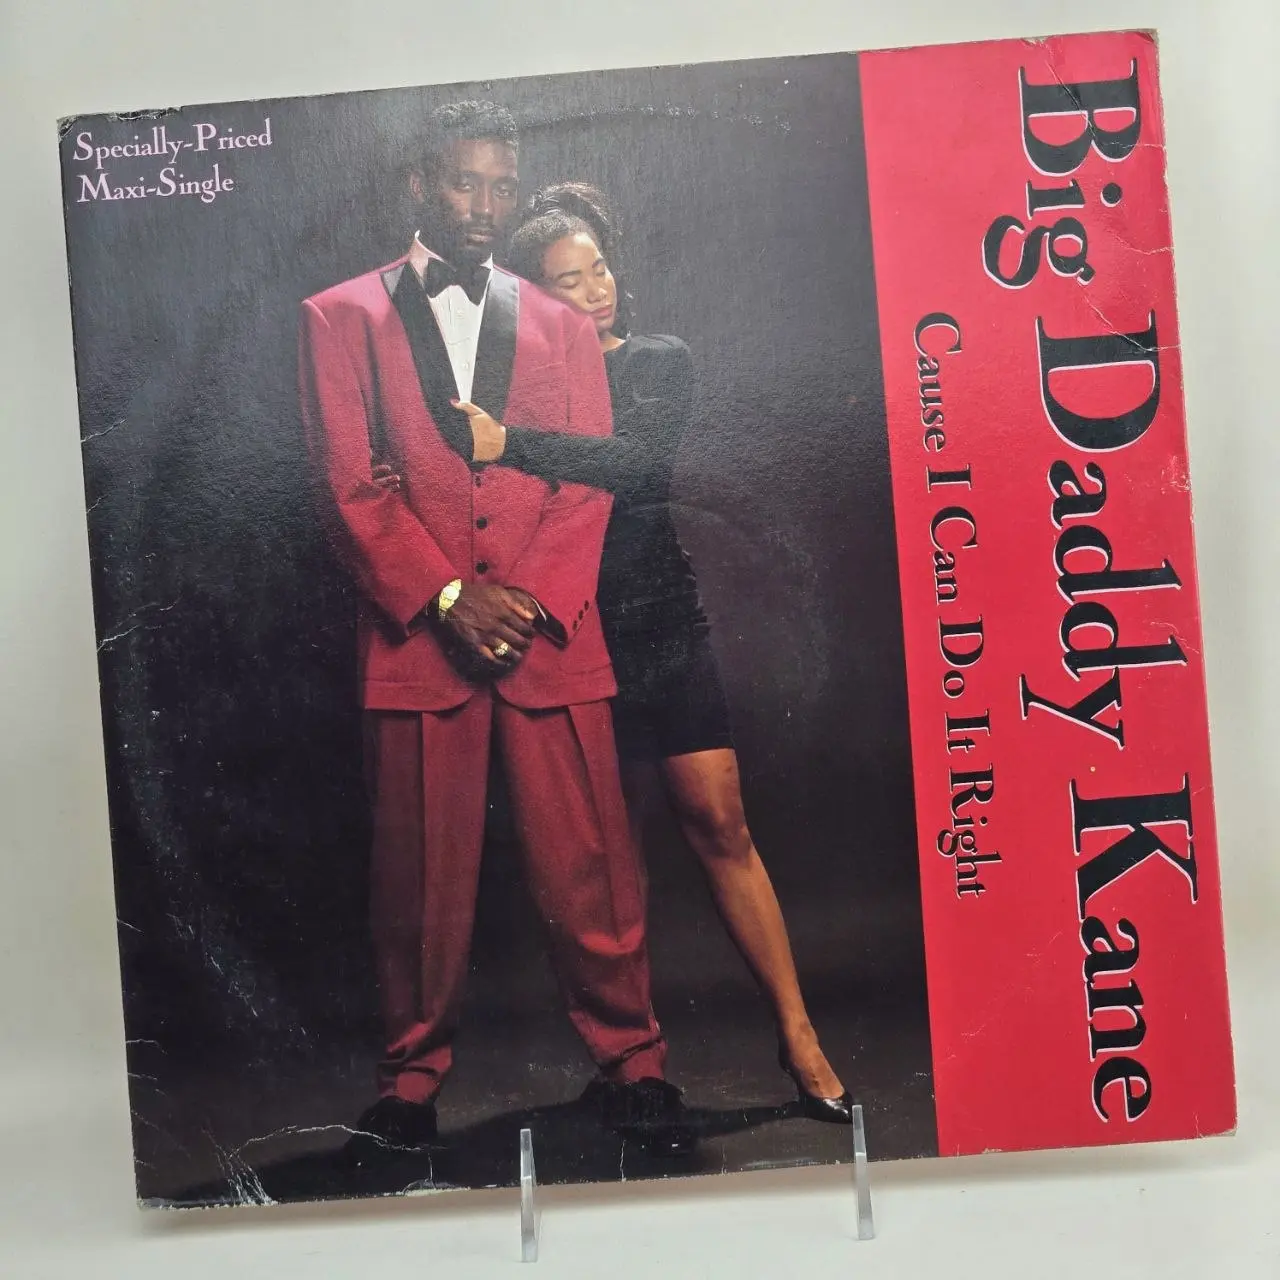 Specially-Priced
Maxi-Single
Big Daddy Kane
Cause I Can Do It Right